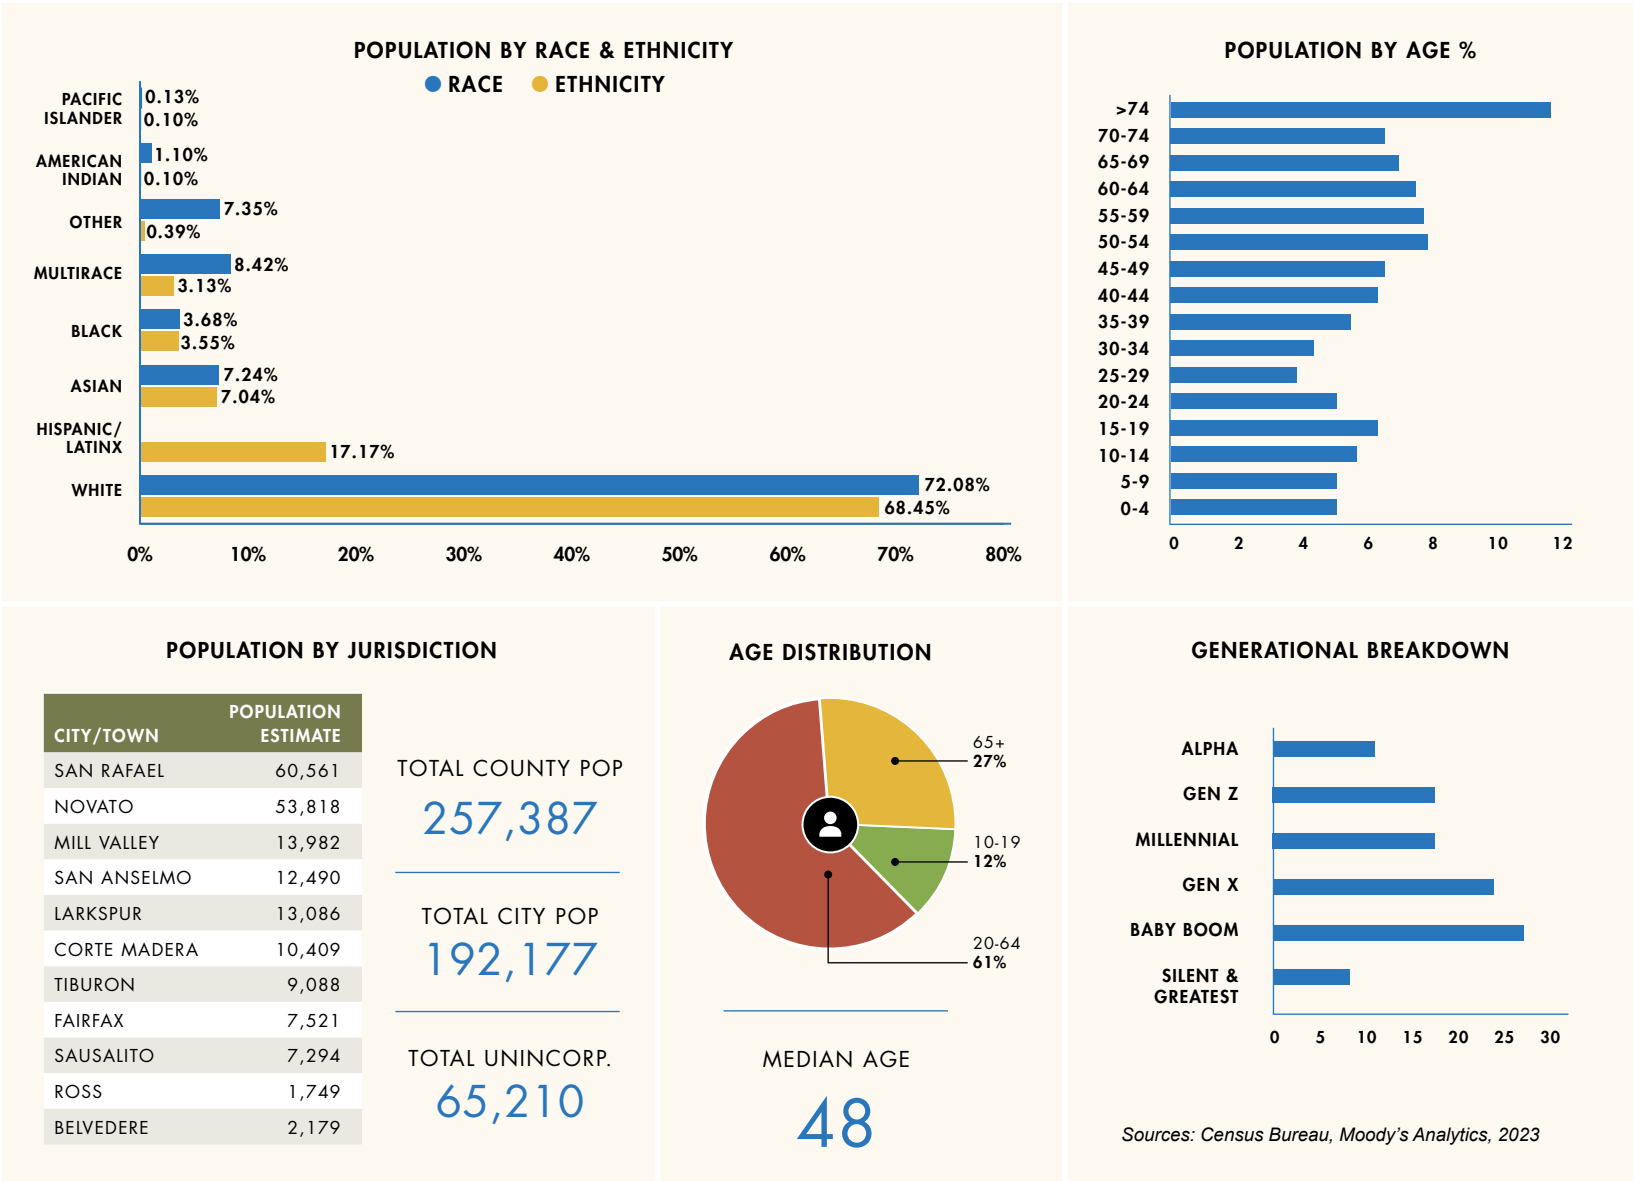 POPULATION BY RACE & ETHNICITY
RACE ETHNICITY
PACIFIC
ISLANDER
0.13%
0.10%
AMERICAN
INDIAN
1.10%
0.10%
OTHER
7.35%
0.39%
MULTIRACE
8.42%
3.13%
BLACK
3.68%
3.55%
ASIAN
7.24%
7.04%
HISPANIC/
LATINX
17.17%
WHITE
72.08%
68.45%
0% 10% 20% 30% 40% 50% 60% 70% 80%
POPULATION BY AGE %
>74
70-74
65-69
60-64
55-59
50-54
45-49
40-44
35-39
30-34
25-29
20-24
15-19
10-14
5-9
0-4
0 2 4 6 8 10 12
POPULATION BY JURISDICTION
CITY/TOWN POPULATION
ESTIMATE
SAN RAFAEL 60,561
NOVATO 53,818
MILL VALLEY 13,982
SAN ANSELMO 12,490
LARKSPUR 13,086
CORTE MADERA 10,409
TIBURON 9,088
FAIRFAX 7,521
SAUSALITO 7,294
ROSS 1,749
BELVEDERE 2,179
TOTAL COUNTY POP
257,387
TOTAL CITY POP
192,177
TOTAL UNINCORP.
65,210
AGE DISTRIBUTION
65+
27%
10-19
12%
20-64
61%
MEDIAN AGE
48
GENERATIONAL BREAKDOWN
ALPHA
GEN Z
MILLENNIAL
GEN X
BABY BOOM
SILENT &
GREATEST
0 5 10 15 20 25 30
Sources: Census Bureau, Moody's Analytics, 2023